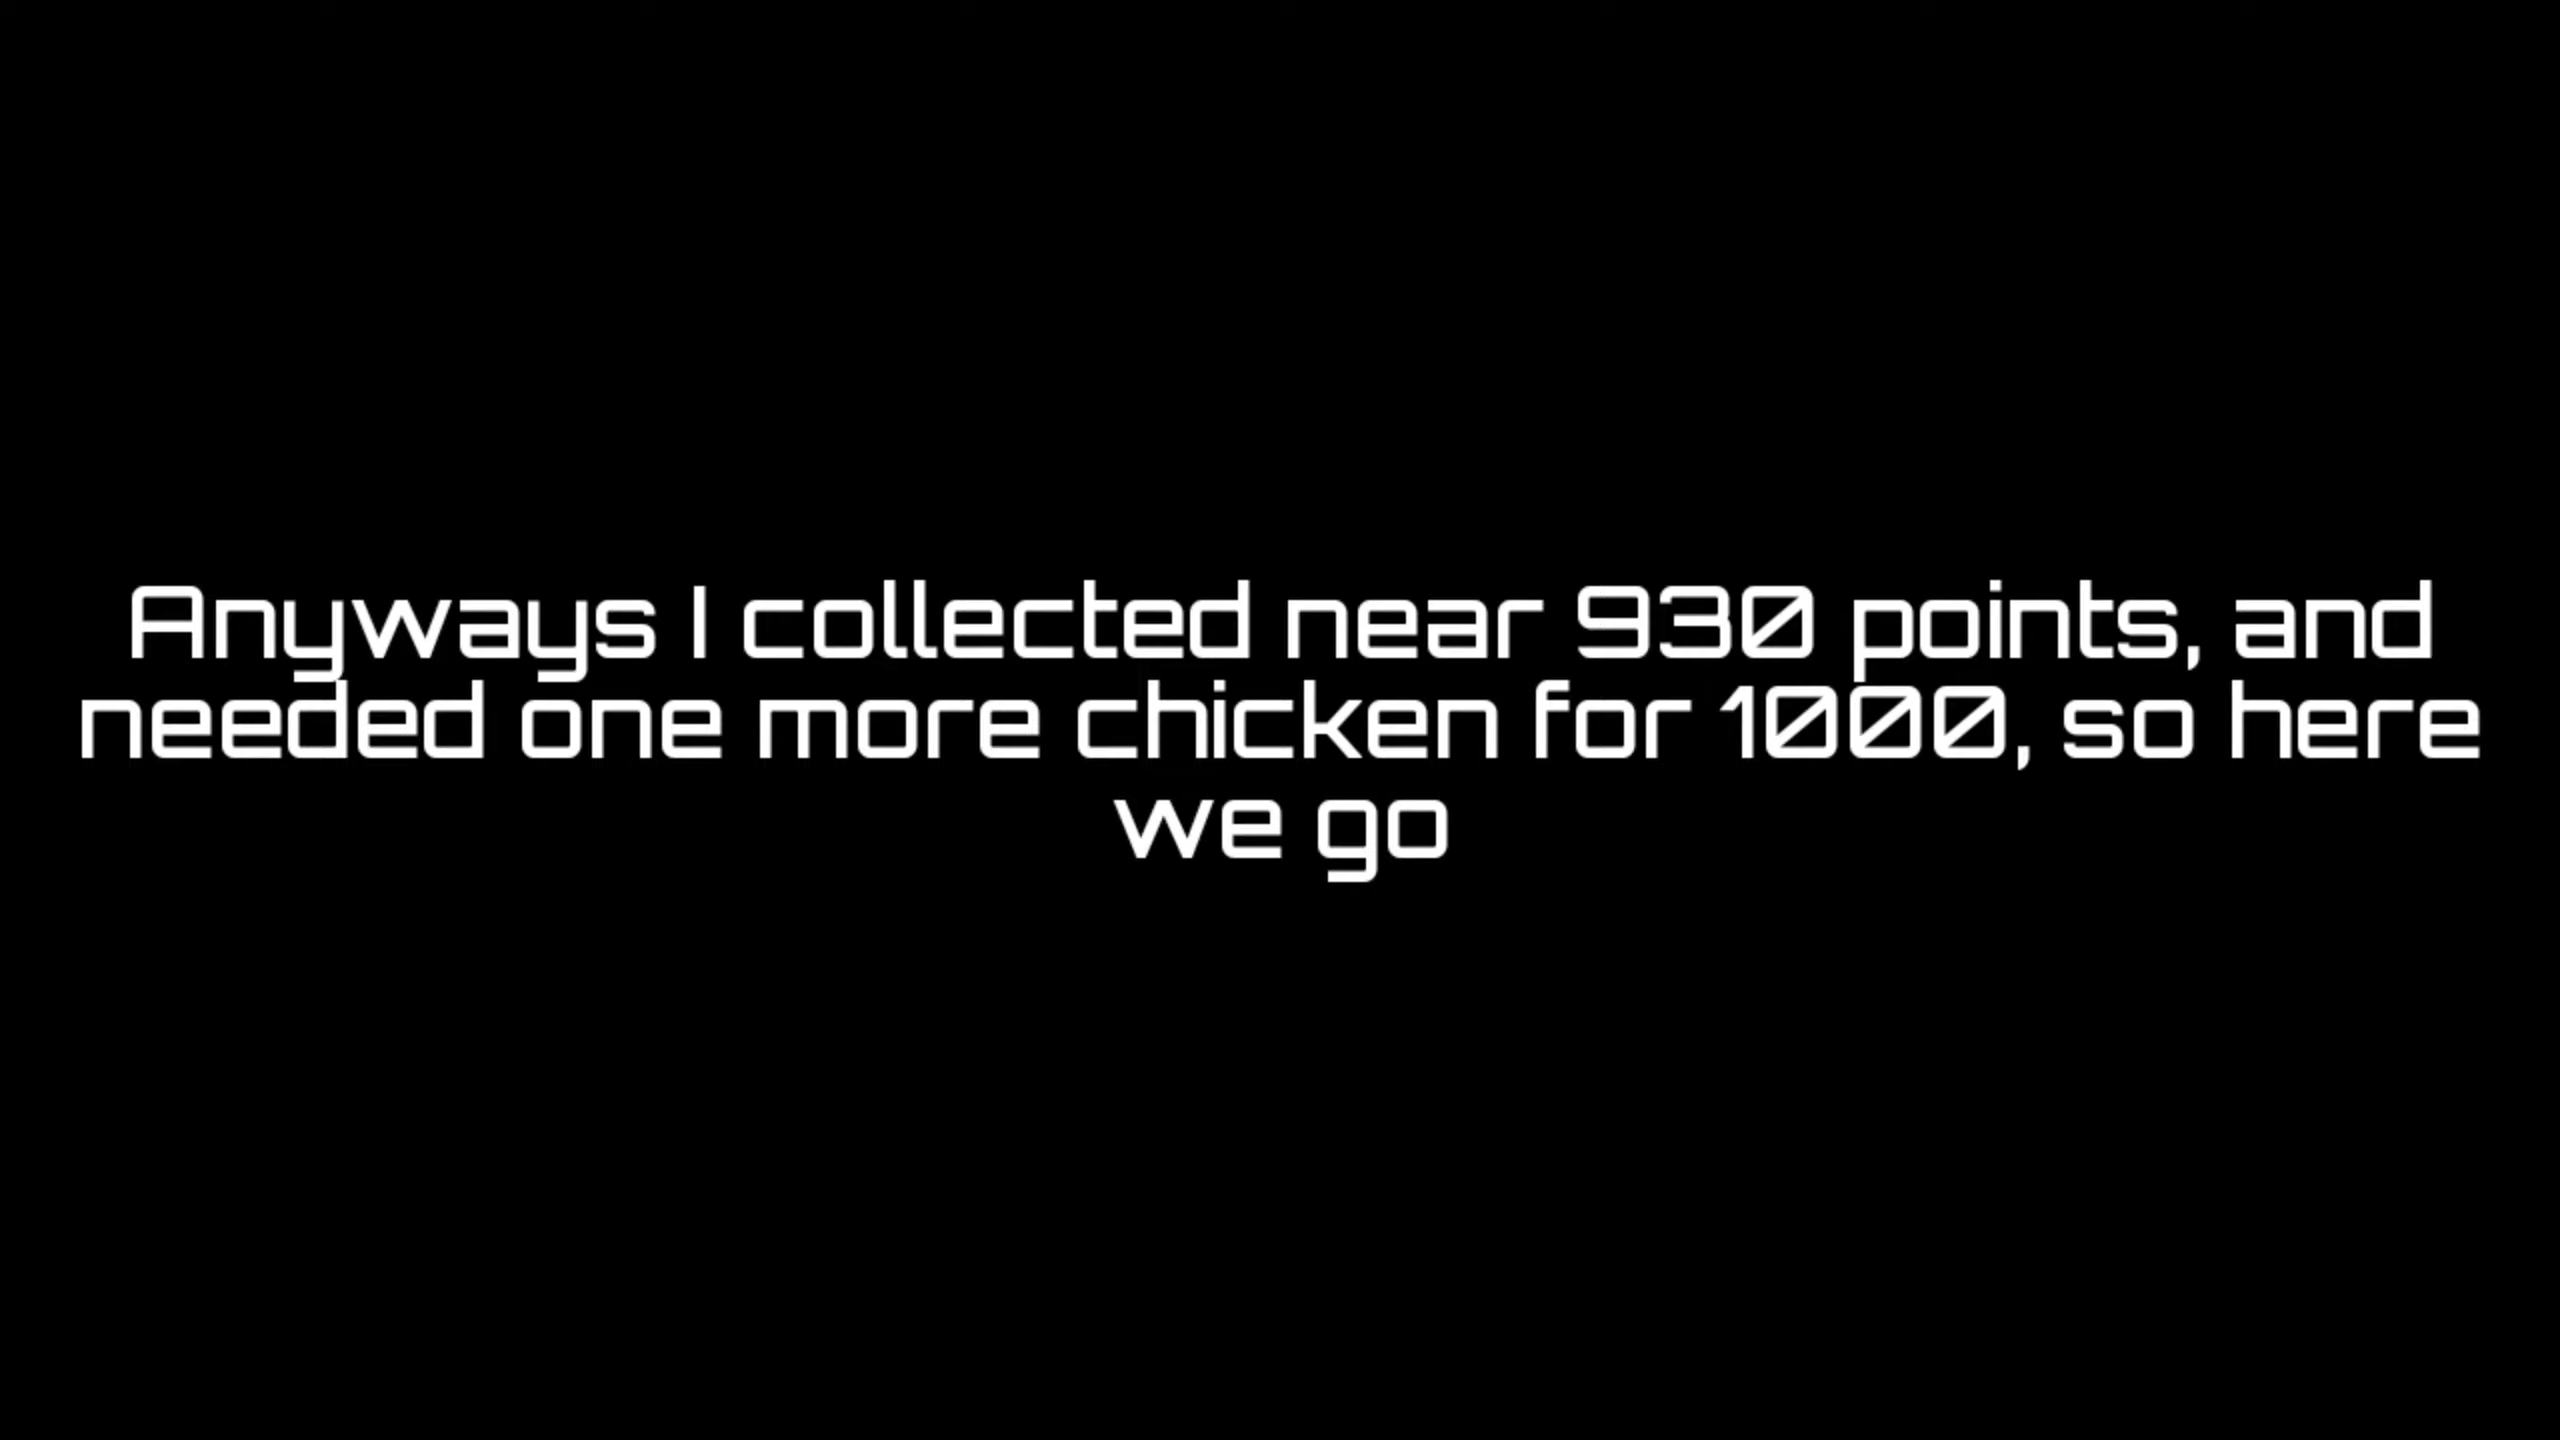 Anyways I collected near 930 points, and
needed one more chicken for 1000, so here
we go